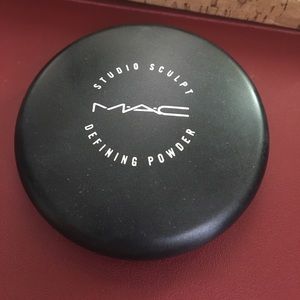 STUDIO SCULPT
M·A·C
DEFINING POWDER